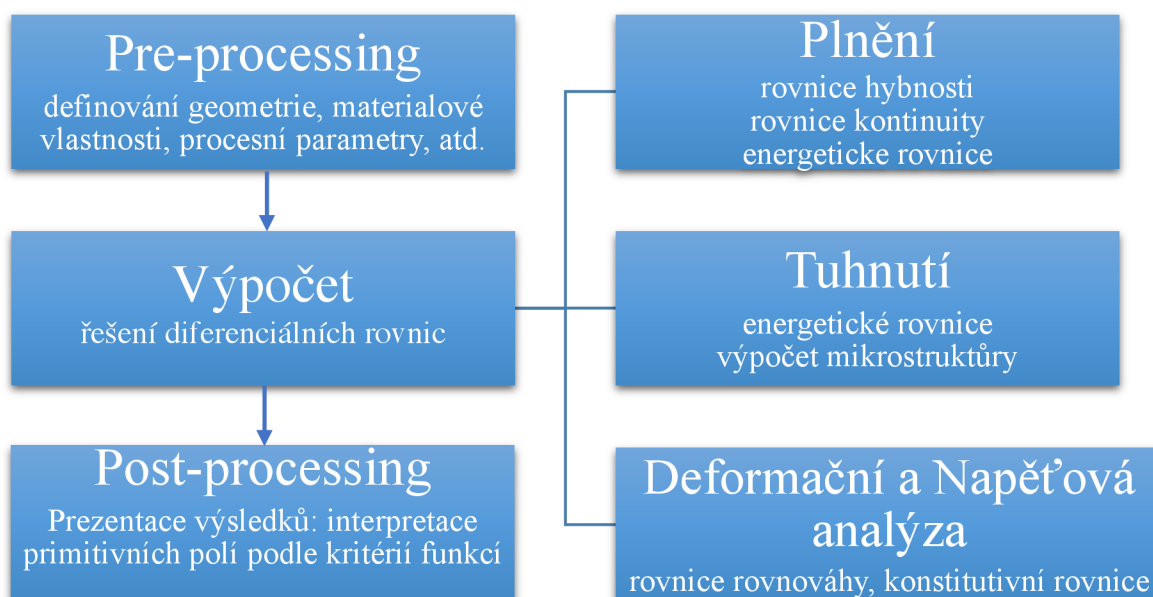 Pre-processing
definování geometrie, materialové
vlastnosti, procesní parametry, atd.
Výpočet
řešení diferenciálních rovnic
Post-processing
Prezentace výsledků: interpretace
primitivních polí podle kritérií funkcí
Plnění
rovnice hybnosti
rovnice kontinuity
energeticke rovnice
Tuhnutí
energetické rovnice
výpočet mikrostruktůry
Deformační a Napěťová
analýza
rovnice rovnováhy, konstitutivní rovnice